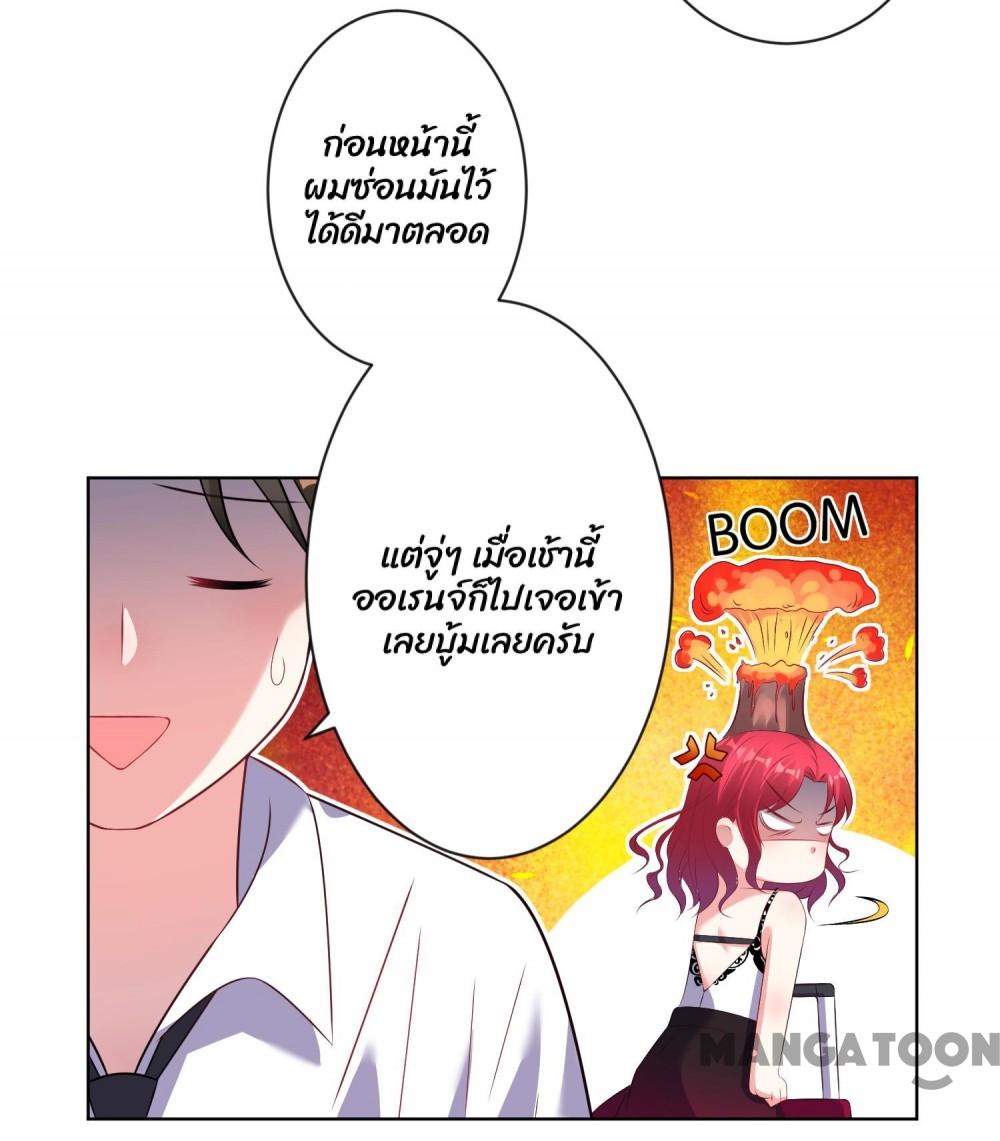 ก่อนหน้านี้
ผมซ่อนมันไว้
ได้ดีมาตลอด
แต่จู่ๆ เมื่อเช้านี้
ออเรนจ์ก็ไปเจอเข้า
เลยบู้มเลยครับ
BOOM
MANGATOON